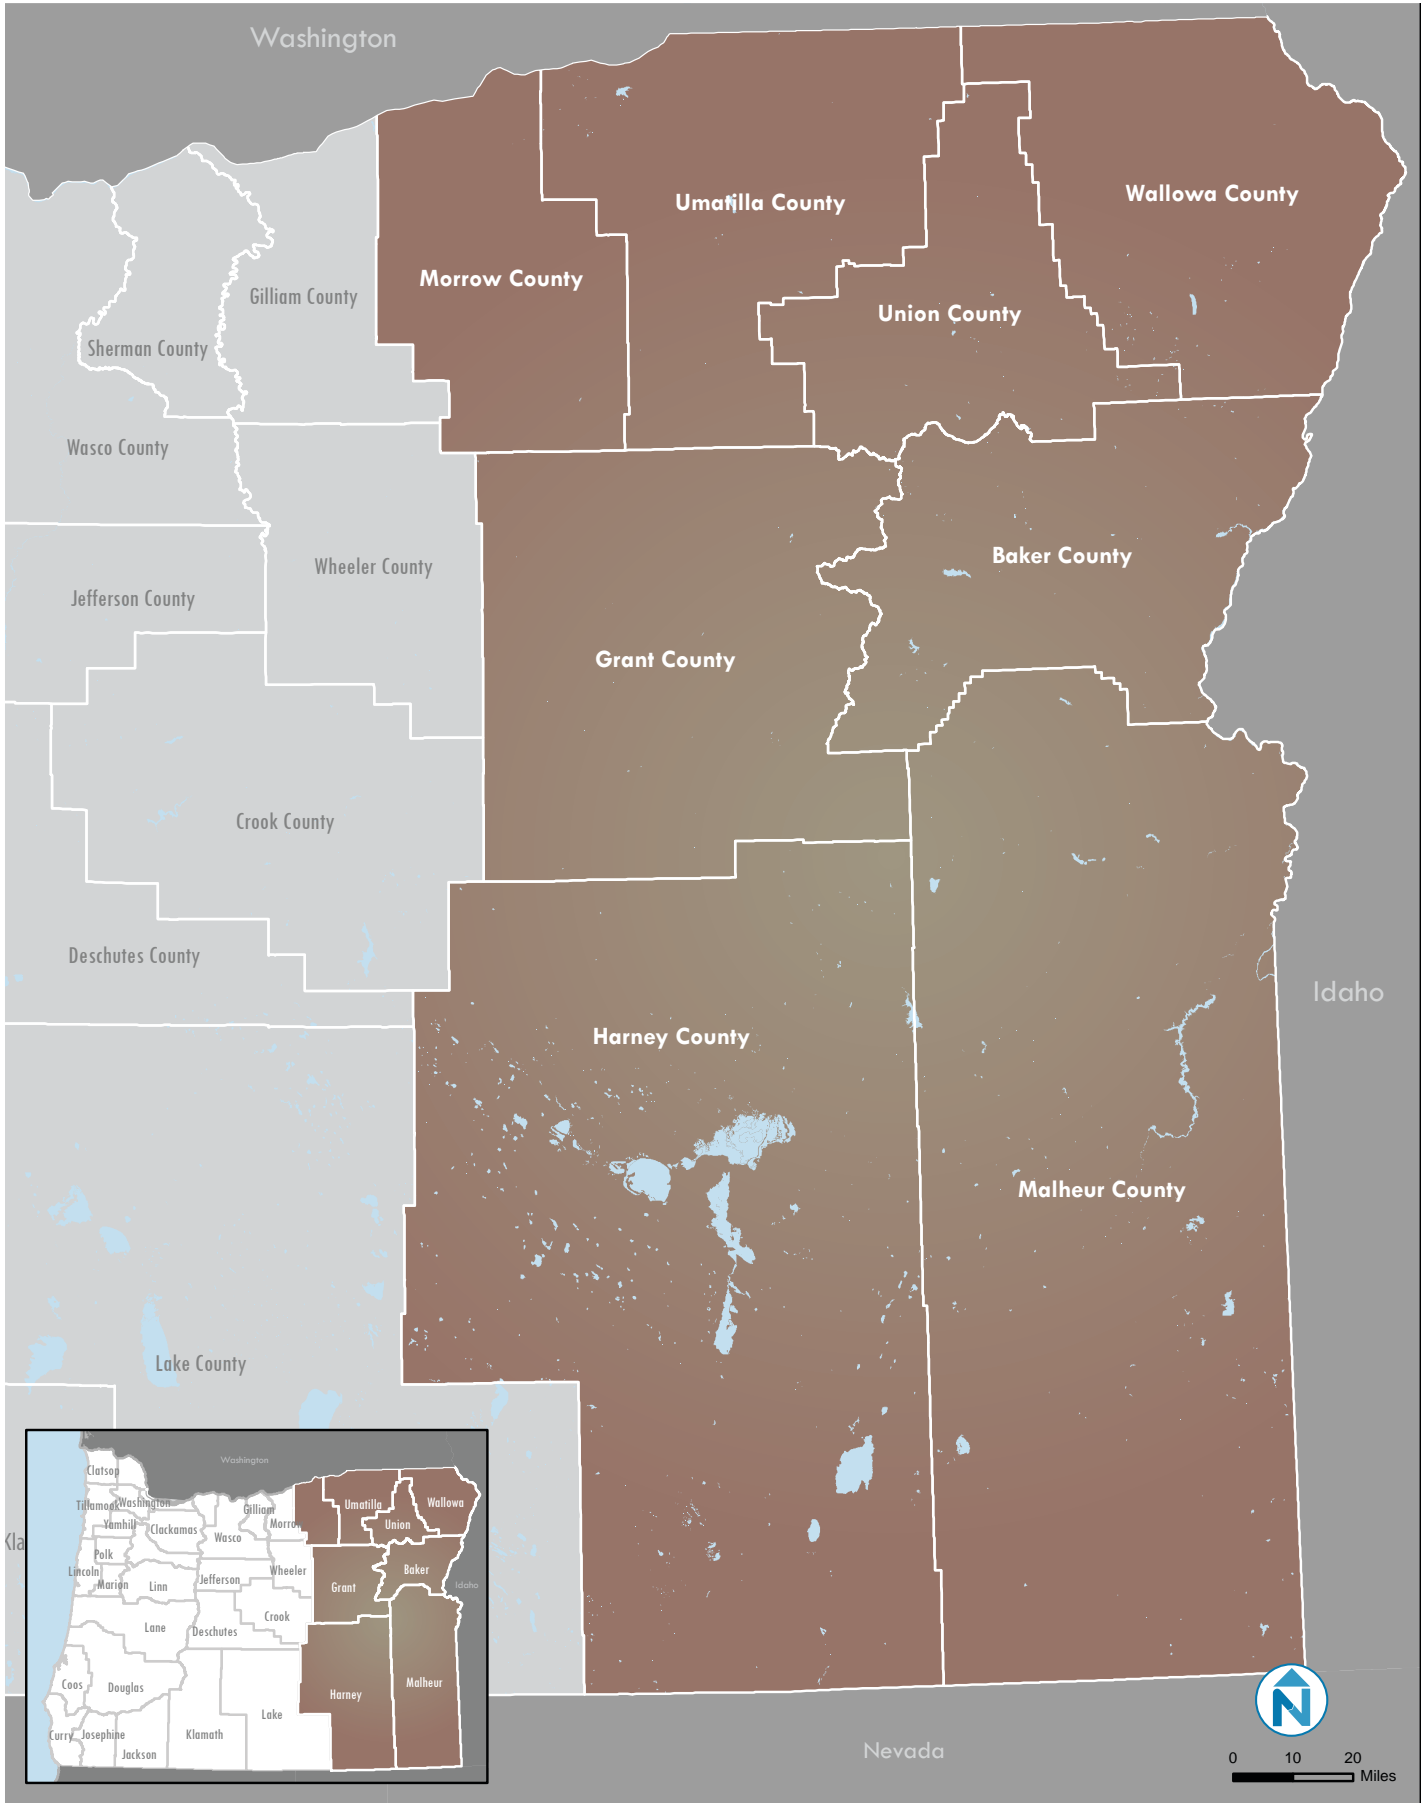 Washington
Umatilla County
Wallowa County
Morrow County
Gilliam County
Union County
Sherman County
Wasco County
Baker County
Wheeler County
Jefferson County
Grant County
Crook County
Deschutes County
Idaho
Harney County
Malheur County
Lake County
Kla
Nevada
0 10 20
Miles
N
Washington
Clatsop
Tillamook
Washington
Umatilla
Wallowa
Gilliam
Yamhill
Clackamas
Morrow
Union
Wasco
Polk
Lincoln
Marion
Linn
Jefferson
Wheeler
Baker
Grant
Idaho
Crook
Lane
Deschutes
Coos
Douglas
Malheur
Harney
Lake
Curry
Josephine
Klamath
Jackson